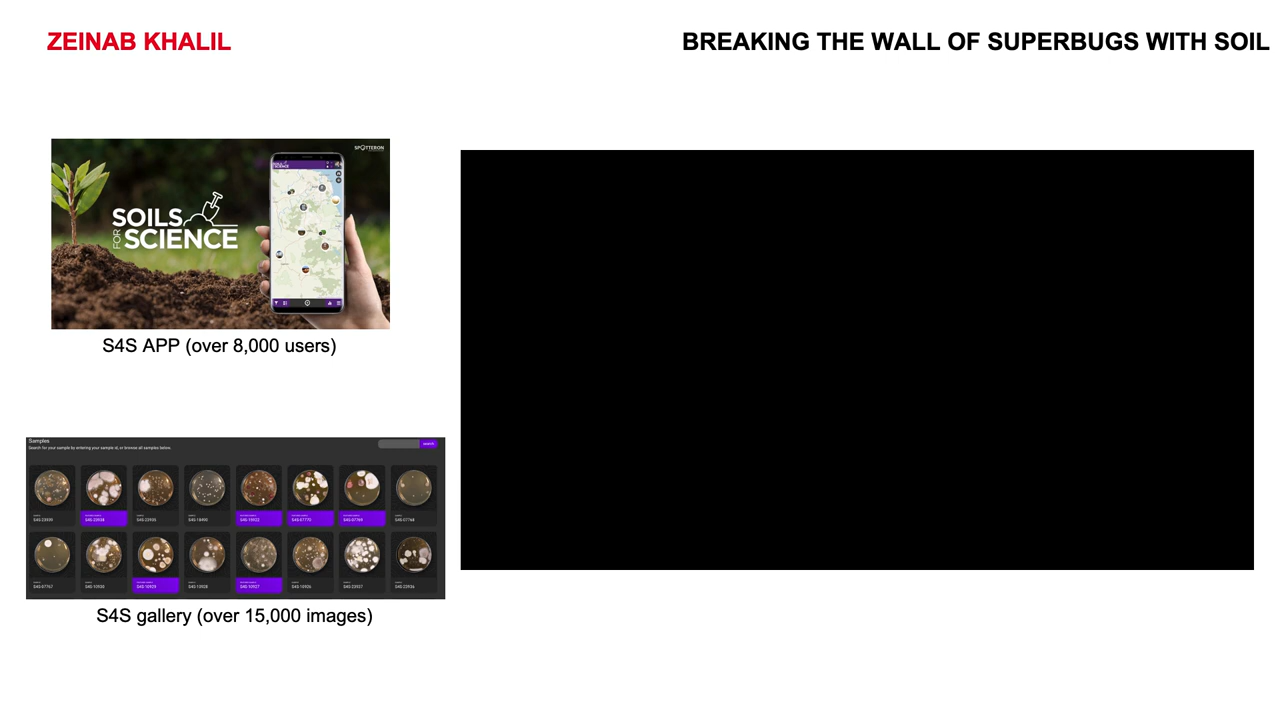 ZEINAB KHALIL
BREAKING THE WALL OF SUPERBUGS WITH SOIL
SPOTTERON
SOILS
FOR SCIENCE
S4S APP (over 8,000 users)
Samples
search
Search for your sample by entering your sample id, or browse all samples below.
S4S gallery (over 15,000 images)